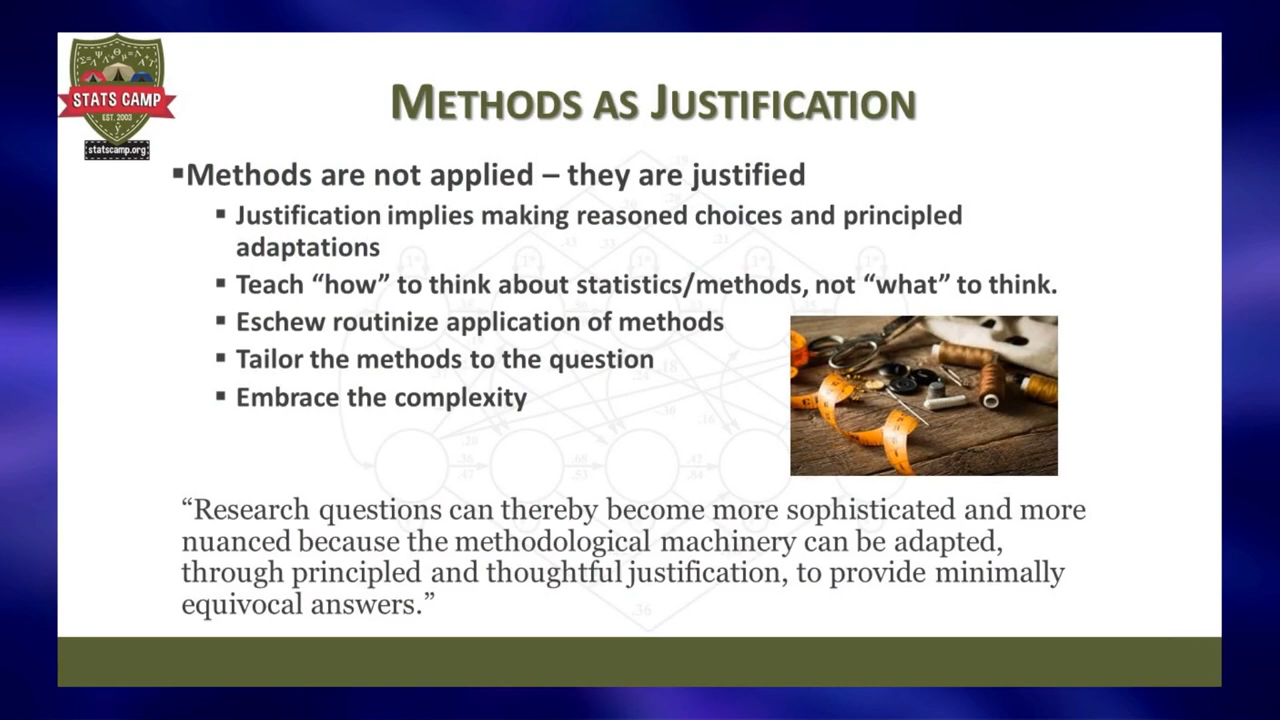 STATS CAMP
EST. 2003
statscamp.org
METHODS AS JUSTIFICATION
▪Methods are not applied – they are justified
▪ Justification implies making reasoned choices and principled
adaptations
▪ Teach “how” to think about statistics/methods, not “what” to think.
▪ Eschew routinize application of methods
▪ Tailor the methods to the question
▪ Embrace the complexity
“Research questions can thereby become more sophisticated and more
nuanced because the methodological machinery can be adapted,
through principled and thoughtful justification, to provide minimally
equivocal answers.”